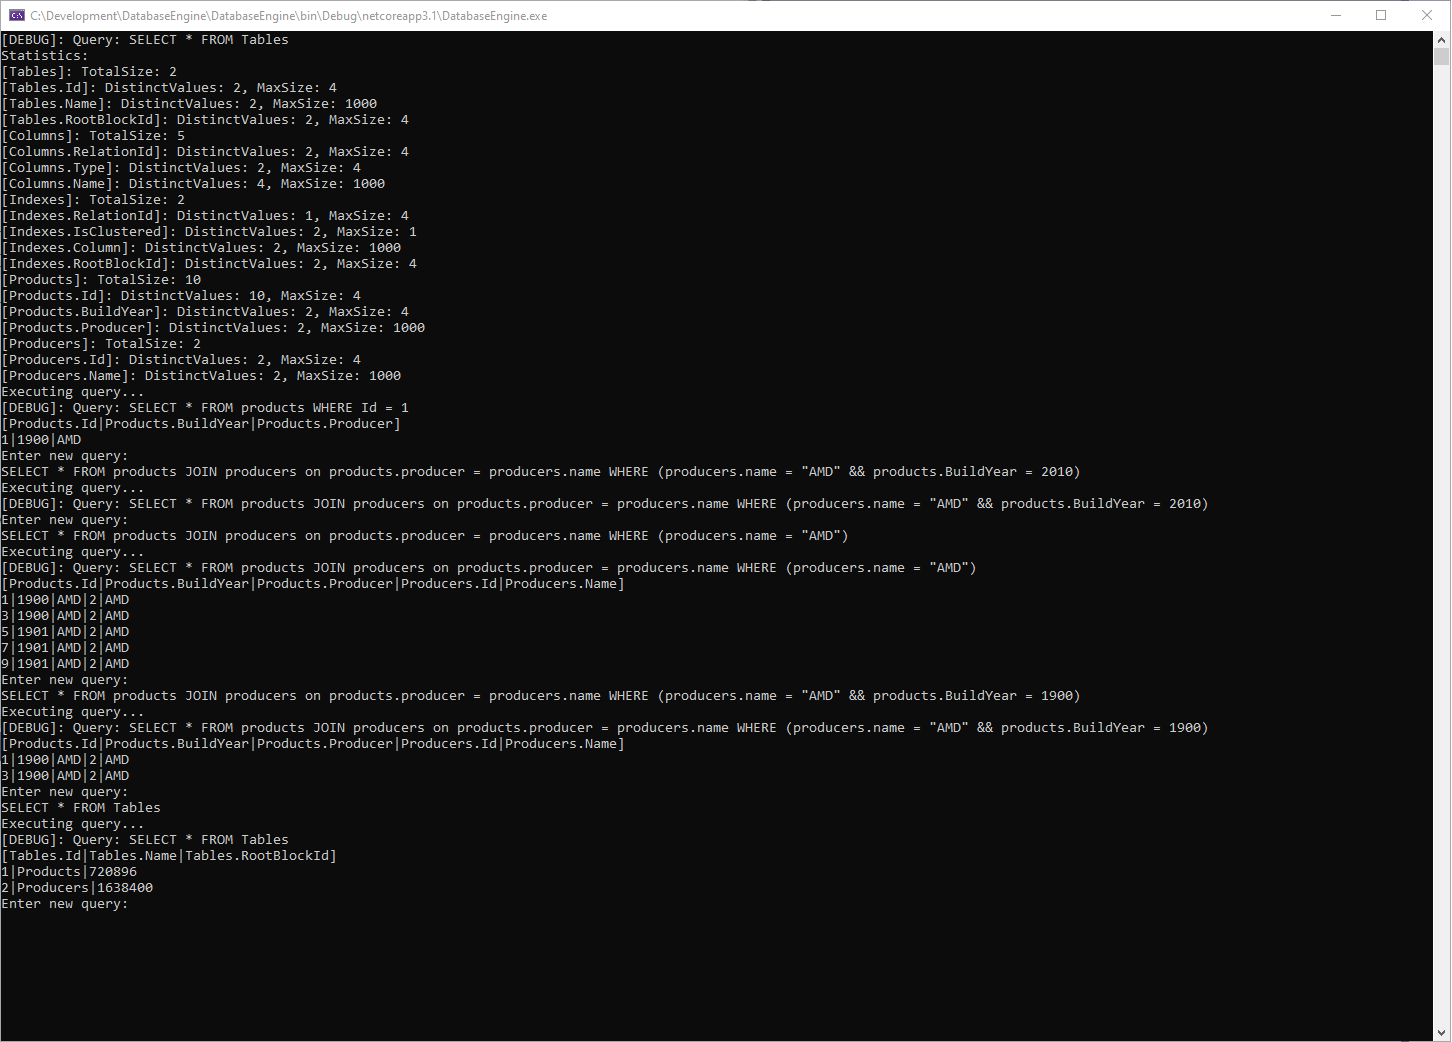 C:\Development\DatabaseEngine\DatabaseEngine\bin\Debug\netcoreapp3.1\DatabaseEngine.exe
[DEBUG]: Query: SELECT * FROM Tables
Statistics:
[Tables]: TotalSize: 2
[Tables.Id]: DistinctValues: 2, MaxSize: 4
[Tables.Name]: DistinctValues: 2, MaxSize: 1000
[Tables.RootBlockId]: DistinctValues: 2, MaxSize: 4
[Columns]: TotalSize: 5
[Columns.RelationId]: DistinctValues: 2, MaxSize: 4
[Columns.Type]: DistinctValues: 2, MaxSize: 4
[Columns.Name]: DistinctValues: 4, MaxSize: 1000
[Indexes]: TotalSize: 2
[Indexes.RelationId]: DistinctValues: 1, MaxSize: 4
[Indexes.IsClustered]: DistinctValues: 2, MaxSize: 1
[Indexes.Column]: DistinctValues: 2, MaxSize: 1000
[Indexes.RootBlockId]: DistinctValues: 2, MaxSize: 4
[Products]: TotalSize: 10
[Products.Id]: DistinctValues: 10, MaxSize: 4
[Products.BuildYear]: DistinctValues: 2, MaxSize: 4
[Products.Producer]: DistinctValues: 2, MaxSize: 1000
[Producers]: TotalSize: 2
[Producers.Id]: DistinctValues: 2, MaxSize: 4
[Producers.Name]: DistinctValues: 2, MaxSize: 1000
Executing query...
[DEBUG]: Query: SELECT * FROM products WHERE Id = 1
[Products.Id|Products.BuildYear|Products.Producer]
1|1900|AMD
Enter new query:
SELECT * FROM products JOIN producers on products.producer = producers.name WHERE (producers.name = "AMD" && products.BuildYear = 2010)
Executing query...
[DEBUG]: Query: SELECT * FROM products JOIN producers on products.producer = producers.name WHERE (producers.name = "AMD" && products.BuildYear = 2010)
Enter new query:
SELECT * FROM products JOIN producers on products.producer = producers.name WHERE (producers.name = "AMD")
Executing query...
[DEBUG]: Query: SELECT * FROM products JOIN producers on products.producer = producers.name WHERE (producers.name = "AMD")
[Products.Id|Products.BuildYear|Products.Producer|Producers.Id|Producers.Name]
1|1900|AMD|2|AMD
3|1900|AMD|2|AMD
5|1901|AMD|2|AMD
7|1901|AMD|2|AMD
9|1901|AMD|2|AMD
Enter new query:
SELECT * FROM products JOIN producers on products.producer = producers.name WHERE (producers.name = "AMD" && products.BuildYear = 1900)
Executing query...
[DEBUG]: Query: SELECT * FROM products JOIN producers on products.producer = producers.name WHERE (producers.name = "AMD" && products.BuildYear = 1900)
[Products.Id|Products.BuildYear|Products.Producer|Producers.Id|Producers.Name]
1|1900|AMD|2|AMD
3|1900|AMD|2|AMD
Enter new query:
SELECT * FROM Tables
Executing query...
[DEBUG]: Query: SELECT * FROM Tables
[Tables.Id|Tables.Name|Tables.RootBlockId]
1|Products|720896
2|Producers|1638400
Enter new query: